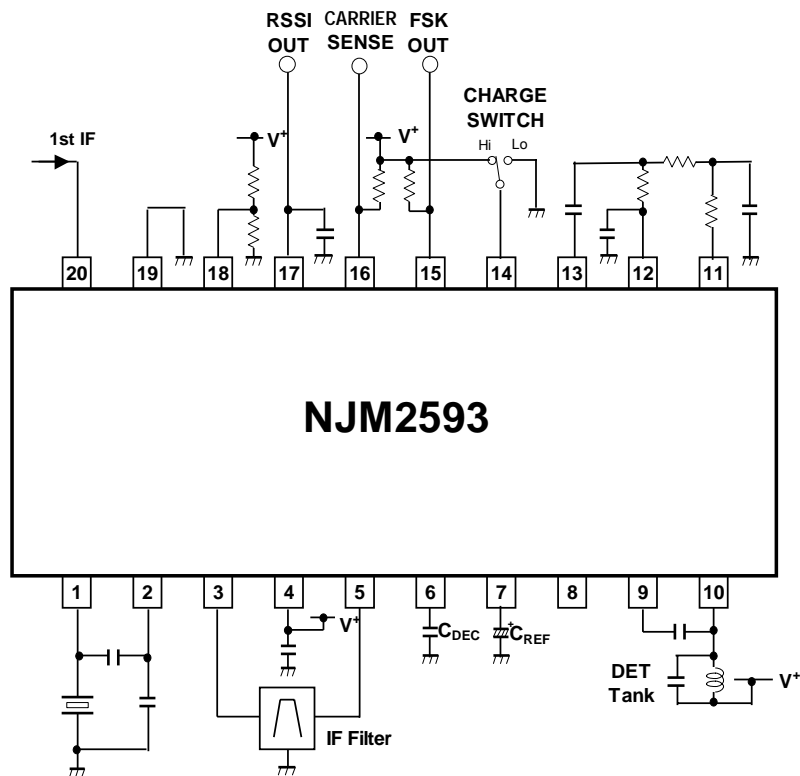 RSSI OUT
CARRIER SENSE
FSK OUT
CHARGE SWITCH
1st IF
V+
V+
Hi
Lo
20
19
18
17
16
15
14
13
12
11
NJM2593
1
2
3
4
5
6
7
8
9
10
V+
CDEC
+
CREF
DET Tank
V+
IF Filter